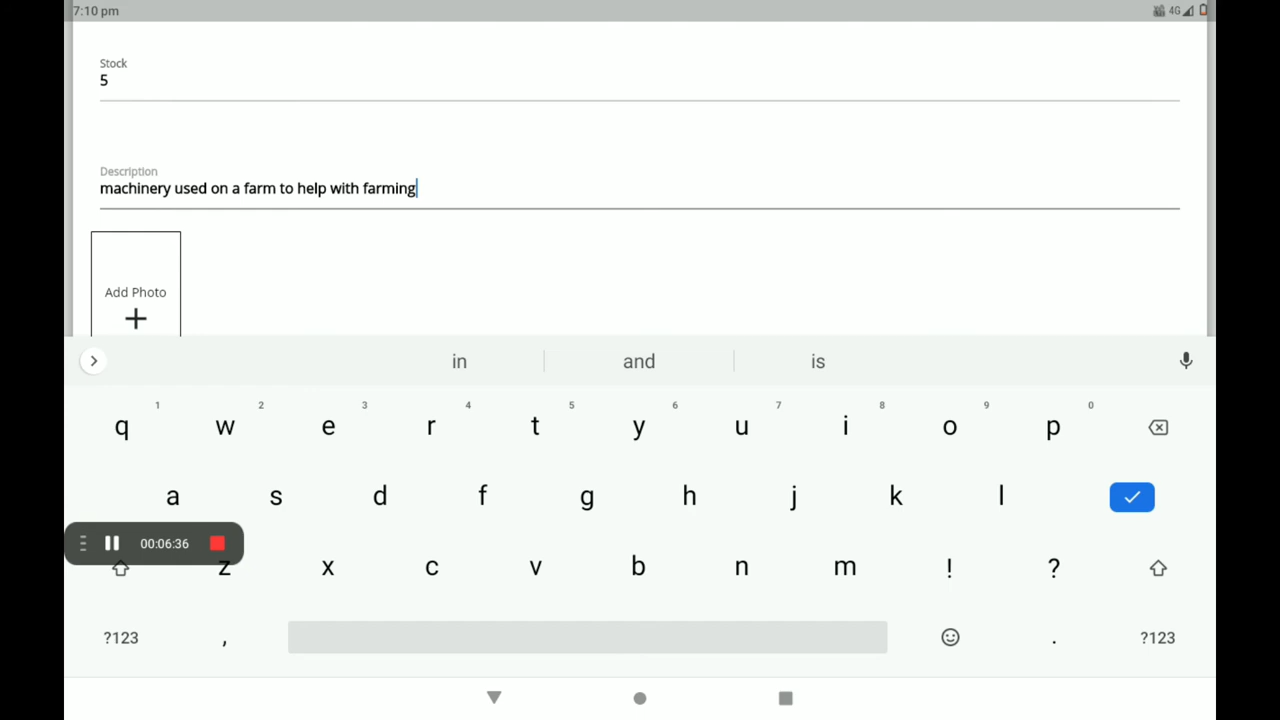 7:10 pm 4G
Stock
5
Description
machinery used on a farm to help with farming
Add Photo
+
in and is
1 2 3 4 5 6 7 8 9 0
q w e r t y u i o p
a s d f g h j k l
00:06:36
z x c v b n m ! ?
?123 , . ?123